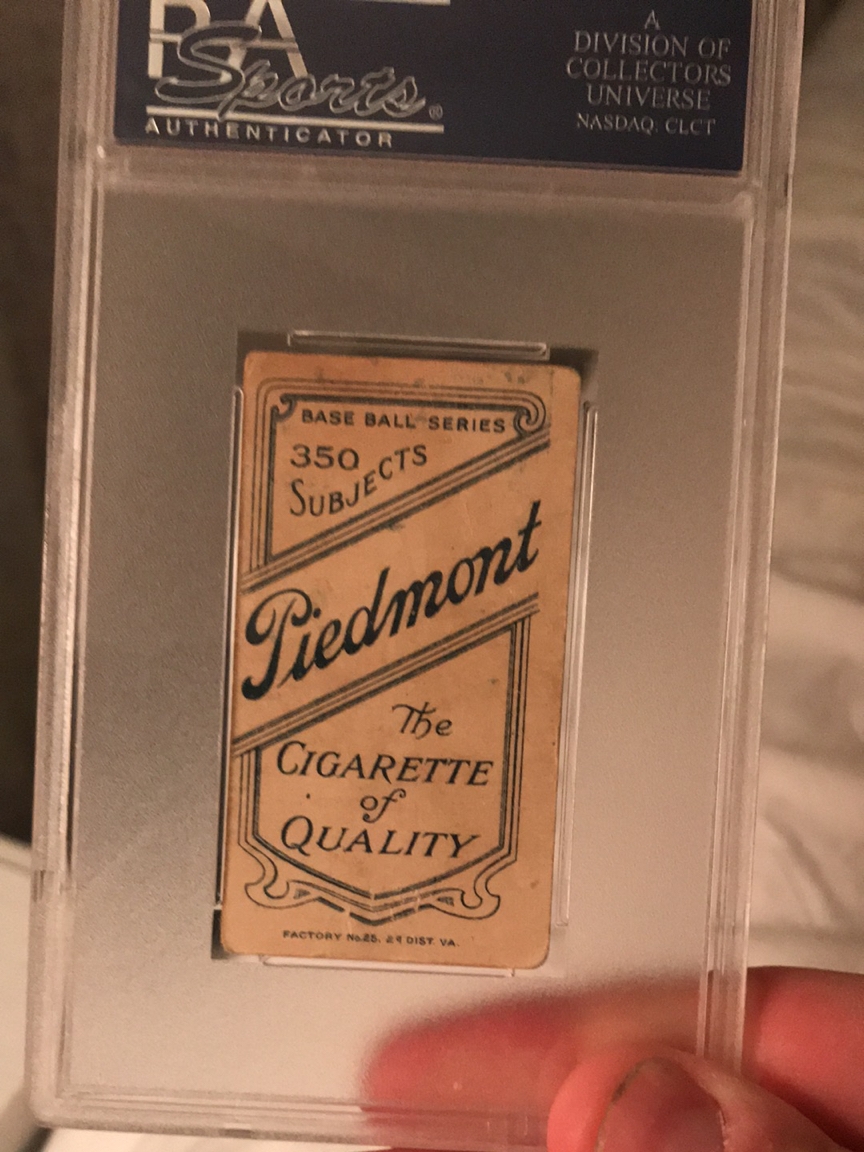 PSA
Sports®
AUTHENTICATOR
A
DIVISION OF
COLLECTORS
UNIVERSE
NASDAQ: CLCT
BASE BALL SERIES
350
SUBJECTS
Piedmont
The
CIGARETTE
of
QUALITY
FACTORY No. 25. 2d DIST. VA.